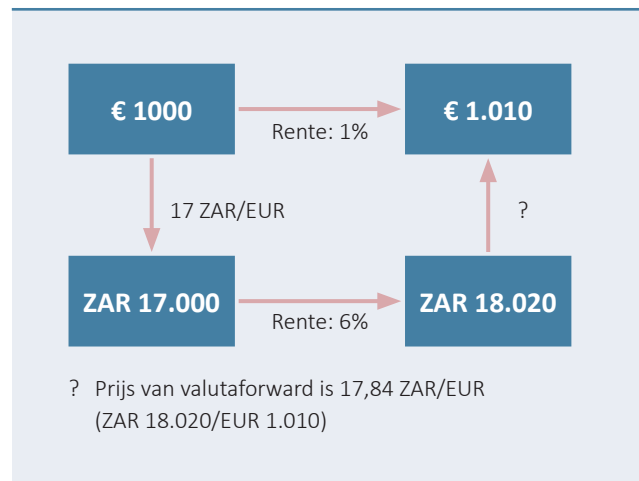 € 1000
€ 1.010
Rente: 1%
17 ZAR/EUR
?
ZAR 17.000
ZAR 18.020
Rente: 6%
? Prijs van valutaforward is 17,84 ZAR/EUR
(ZAR 18.020/EUR 1.010)